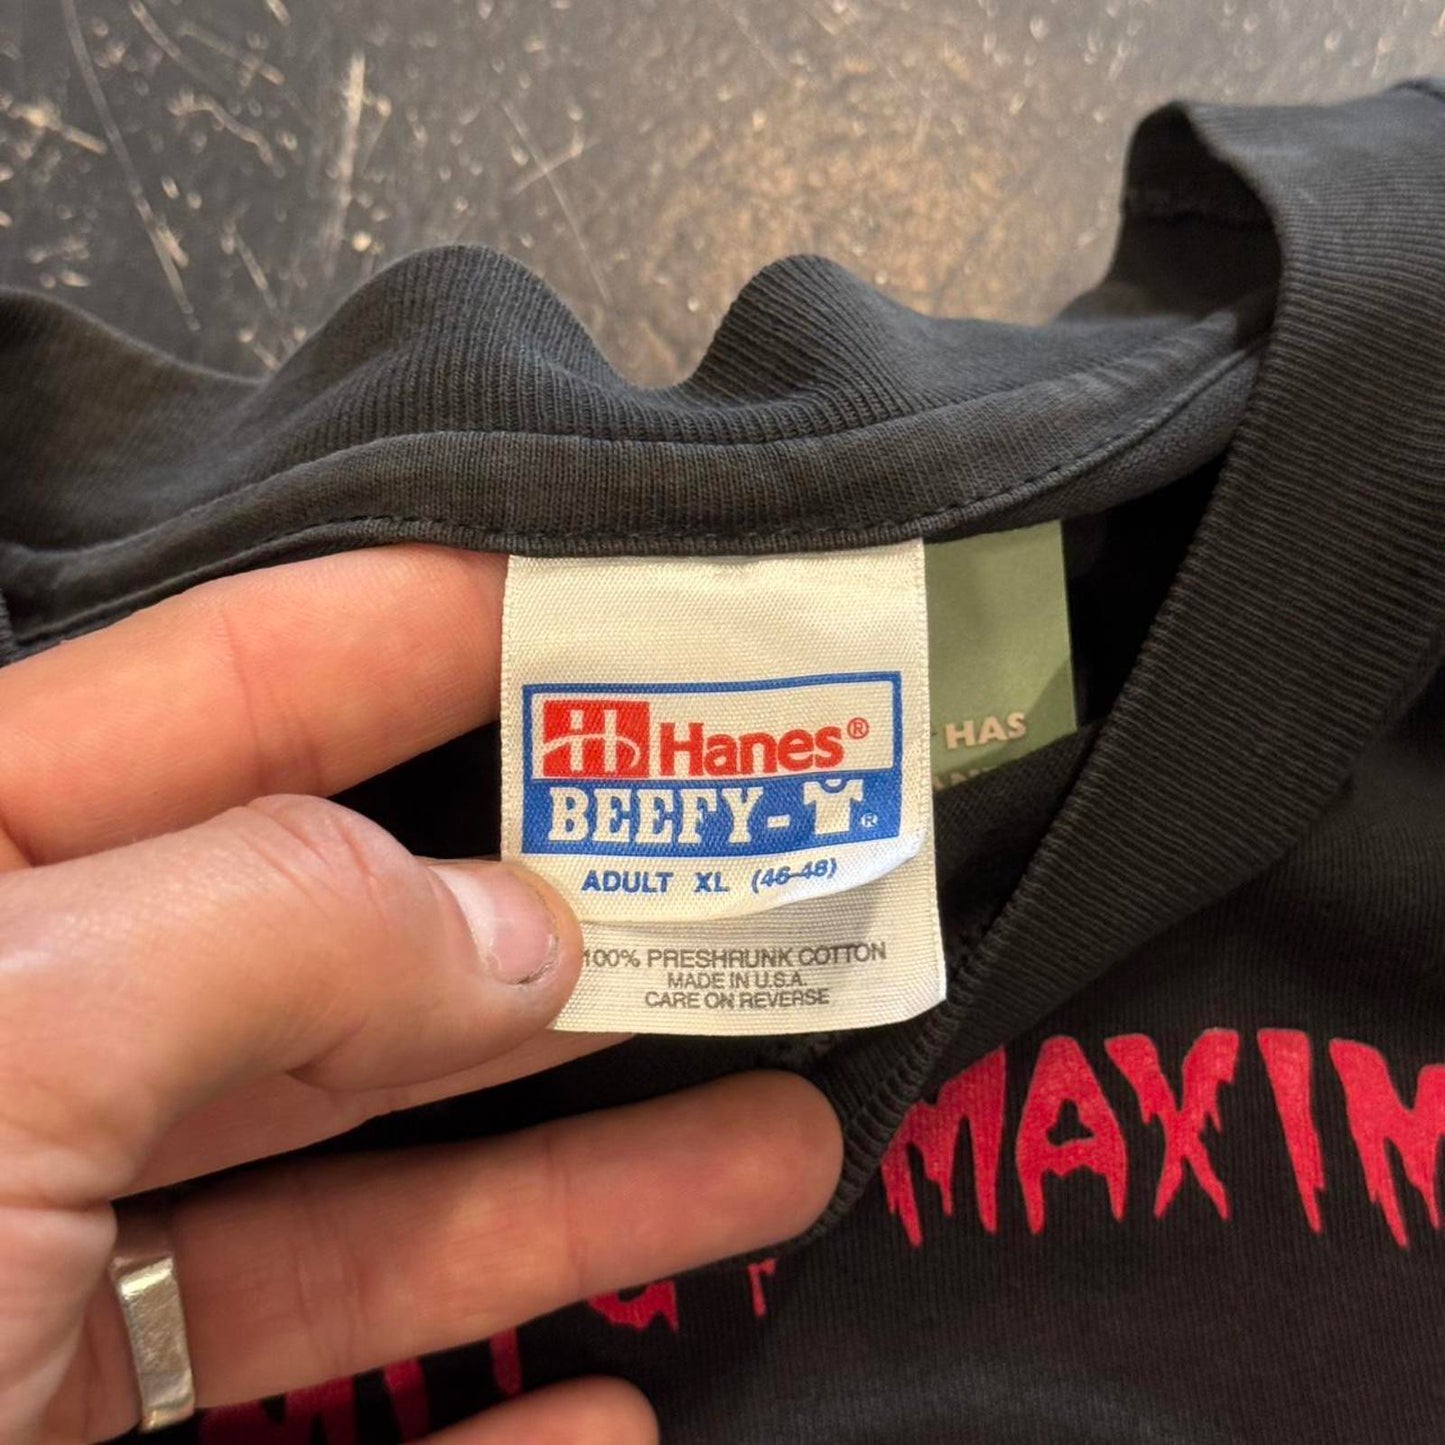 Hanes®
BEEFY-T®
ADULT XL (46-48)
100% PRESHRUNK COTTON
MADE IN U.S.A.
CARE ON REVERSE
HAS
MAXIM